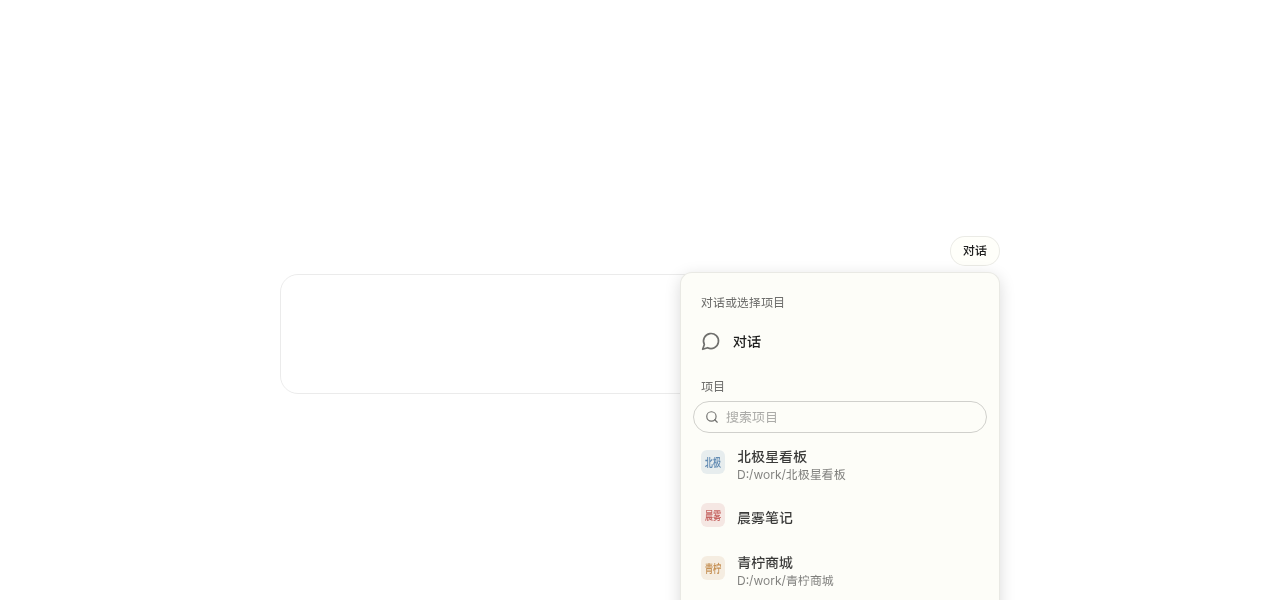 对话
对话或选择项目
对话
项目
搜索项目
北极
北极星看板
D:/work/北极星看板
晨雾
晨雾笔记
青柠
青柠商城
D:/work/青柠商城